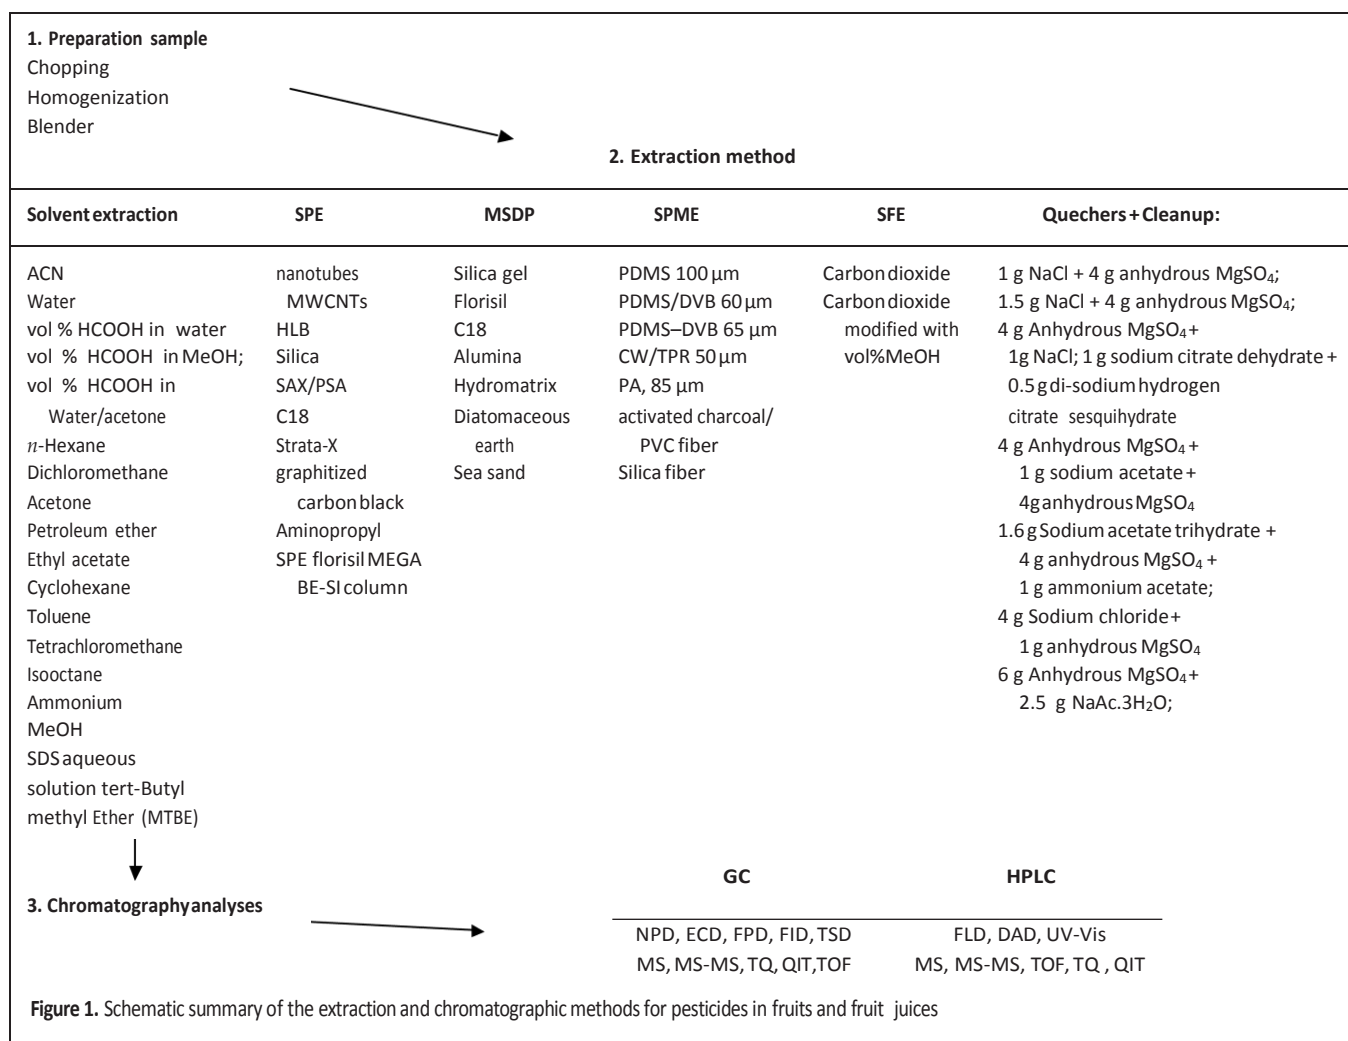 1. Preparation sample
Chopping
Homogenization
Blender
2. Extraction method
Solvent extraction
ACN
Water
vol % HCOOH in water
vol % HCOOH in MeOH;
vol % HCOOH in
Water/acetone
n-Hexane
Dichloromethane
Acetone
Petroleum ether
Ethyl acetate
Cyclohexane
Toluene
Tetrachloromethane
Isooctane
Ammonium
MeOH
SDS aqueous
solution tert-Butyl
methyl Ether (MTBE)
SPE
nanotubes
MWCNTs
HLB
Silica
SAX/PSA
C18
Strata-X
graphitized
carbon black
Aminopropyl
SPE florisil MEGA
BE-SI column
MSDP
Silica gel
Florisil
C18
Alumina
Hydromatrix
Diatomaceous
earth
Sea sand
SPME
PDMS 100 µm
PDMS/DVB 60 µm
PDMS–DVB 65 µm
CW/TPR 50 µm
PA, 85 µm
activated charcoal/
PVC fiber
Silica fiber
SFE
Carbon dioxide
Carbon dioxide
modified with
vol%MeOH
Quechers + Cleanup:
1 g NaCl + 4 g anhydrous MgSO₄;
1.5 g NaCl + 4 g anhydrous MgSO₄;
4 g Anhydrous MgSO₄ +
1g NaCl; 1 g sodium citrate dehydrate +
0.5 g di-sodium hydrogen
citrate sesquihydrate
4 g Anhydrous MgSO₄ +
1 g sodium acetate +
4g anhydrous MgSO₄
1.6 g Sodium acetate trihydrate +
4 g anhydrous MgSO₄ +
1 g ammonium acetate;
4 g Sodium chloride +
1 g anhydrous MgSO₄
6 g Anhydrous MgSO₄ +
2.5 g NaAc.3H₂O;
3. Chromatography analyses
GC
NPD, ECD, FPD, FID, TSD
MS, MS-MS, TQ, QIT, TOF
HPLC
FLD, DAD, UV-Vis
MS, MS-MS, TOF, TQ , QIT
Figure 1. Schematic summary of the extraction and chromatographic methods for pesticides in fruits and fruit juices